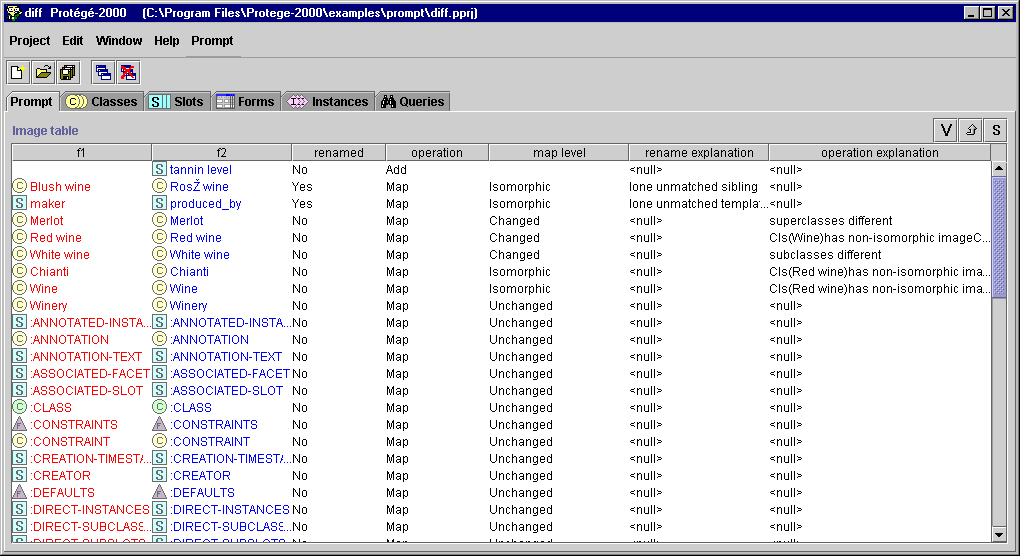 diff Protégé-2000 (C:\Program Files\Protege-2000\examples\prompt\diff.pprj)
Project Edit Window Help Prompt
Prompt C Classes S Slots Forms Instances Queries
Image table V S
f1 f2 renamed operation map level rename explanation operation explanation
S tannin level No Add <null> <null>
C Blush wine C RosŽ wine Yes Map Isomorphic lone unmatched sibling <null>
S maker S produced_by Yes Map Isomorphic lone unmatched templa... <null>
C Merlot C Merlot No Map Changed <null> superclasses different
C Red wine C Red wine No Map Changed <null> Cls(Wine)has non-isomorphic imageC...
C White wine C White wine No Map Changed <null> subclasses different
C Chianti C Chianti No Map Isomorphic <null> Cls(Red wine)has non-isomorphic ima...
C Wine C Wine No Map Isomorphic <null> Cls(Red wine)has non-isomorphic ima...
C Winery C Winery No Map Unchanged <null> <null>
S :ANNOTATED-INSTA... S :ANNOTATED-INSTA... No Map Unchanged <null> <null>
C :ANNOTATION C :ANNOTATION No Map Unchanged <null> <null>
S :ANNOTATION-TEXT S :ANNOTATION-TEXT No Map Unchanged <null> <null>
S :ASSOCIATED-FACET S :ASSOCIATED-FACET No Map Unchanged <null> <null>
S :ASSOCIATED-SLOT S :ASSOCIATED-SLOT No Map Unchanged <null> <null>
C :CLASS C :CLASS No Map Unchanged <null> <null>
F :CONSTRAINTS F :CONSTRAINTS No Map Unchanged <null> <null>
C :CONSTRAINT C :CONSTRAINT No Map Unchanged <null> <null>
S :CREATION-TIMESTA... S :CREATION-TIMESTA... No Map Unchanged <null> <null>
S :CREATOR S :CREATOR No Map Unchanged <null> <null>
F :DEFAULTS F :DEFAULTS No Map Unchanged <null> <null>
S :DIRECT-INSTANCES S :DIRECT-INSTANCES No Map Unchanged <null> <null>
S :DIRECT-SUBCLASS... S :DIRECT-SUBCLASS... No Map Unchanged <null> <null>